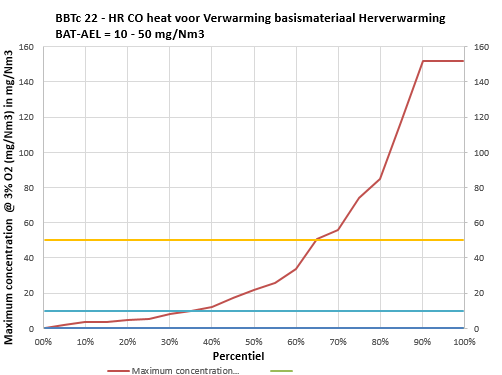 BBTc 22 - HR CO heat voor Verwarming basismateriaal Herverwarming
BAT-AEL = 10 - 50 mg/Nm3
Maximum concentration @ 3% O2 (mg/Nm3) in mg/Nm3
160 160
140 140
120 120
100 100
80 80
60 60
40 40
20 20
0 0
00% 10% 20% 30% 40% 50% 60% 70% 80% 90% 100%
Percentiel
Maximum concentration...